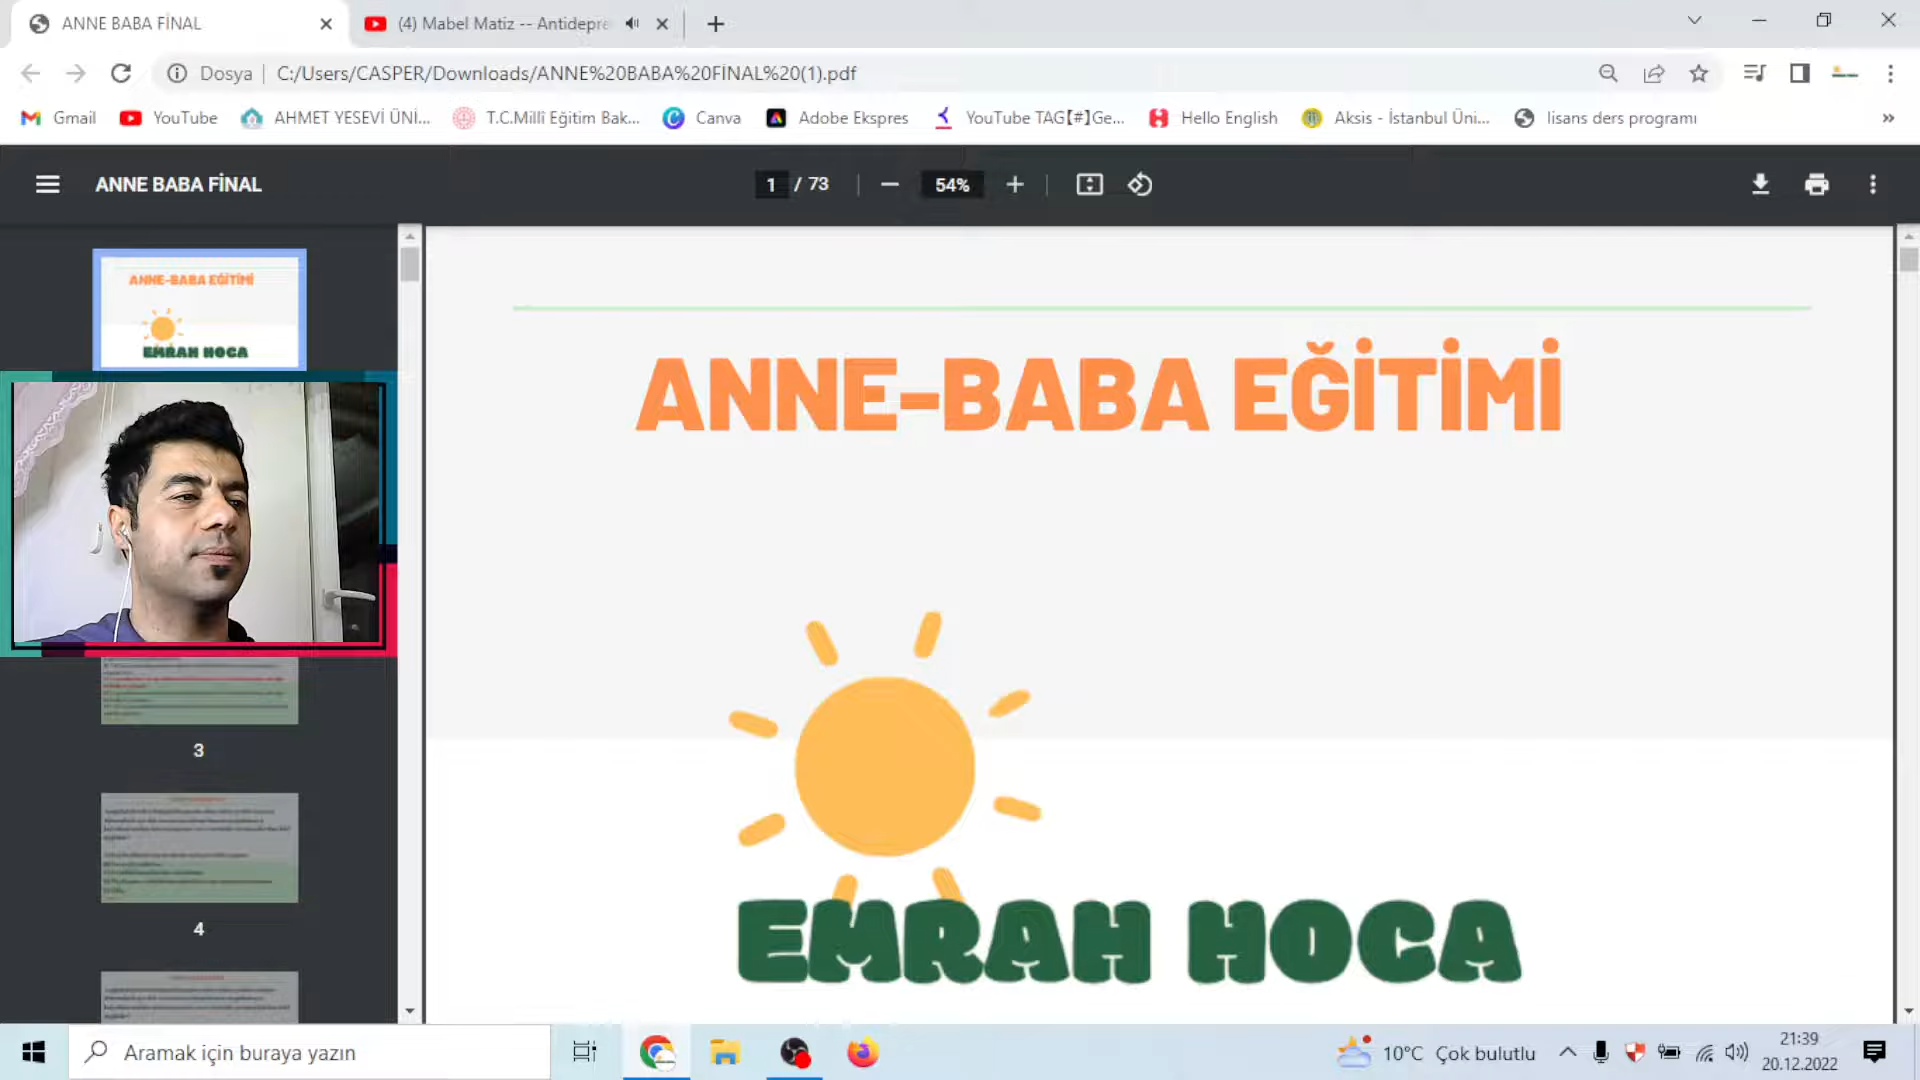 ANNE BABA FİNAL
(4) Mabel Matiz -- Antidepre
Dosya
C:/Users/CASPER/Downloads/ANNE%20BABA%20FİNAL%20(1).pdf
Gmail
YouTube
AHMET YESEVİ ÜNİ...
T.C.Millî Eğitim Bak...
Canva
Adobe Ekspres
YouTube TAG【#】Ge...
Hello English
Aksis - İstanbul Üni...
lisans ders programı
»
ANNE BABA FİNAL
1 / 73
54%
ANNE-BABA EĞİTİMİ
EMRAH HOCA
3
4
ANNE-BABA EĞİTİMİ
EMRAH HOCA
Aramak için buraya yazın
10°C Çok bulutlu
21:39
20.12.2022